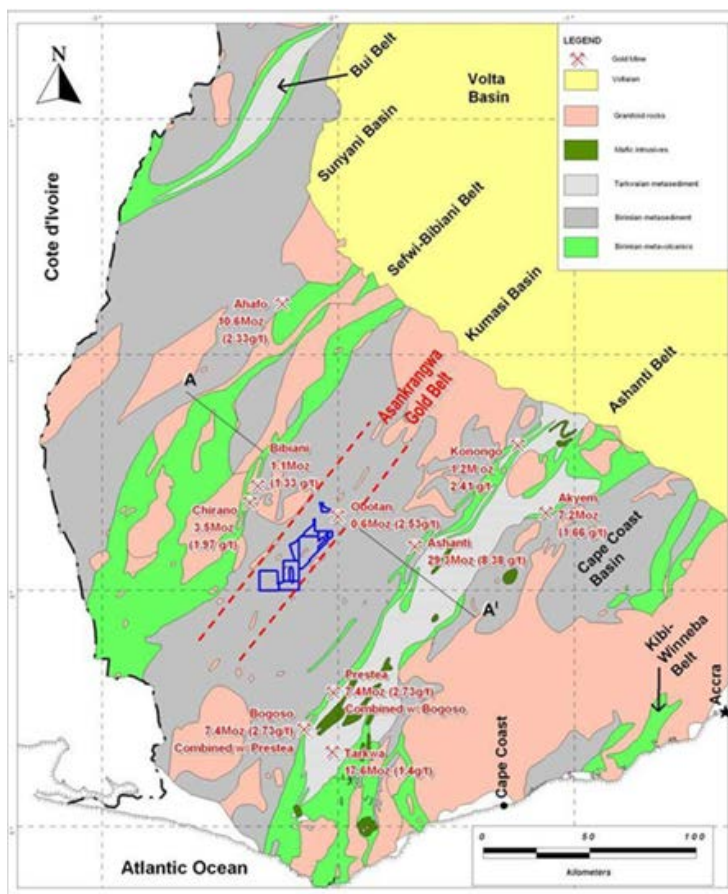 N
Bui Belt
Volta
Basin
LEGEND
Gold Mine
Voltaian
Granitoid rocks
Mafic intrusives
Tarkwaian metasediment
Birimian metasediment
Birimian meta-volcanics
Cote d'Ivoire
Sunyani Basin
Sefwi-Bibiani Belt
Kumasi Basin
Ashanti Belt
Ahafo
10.6Moz
(2.33g/t)
A
Asankrangwa
Gold Belt
Bibiani
1.1Moz
(1.33 g/t)
Chirano
3.5Moz
(1.97 g/t)
Obotan
0.6Moz (2.53g/t)
Konongo
1.2Moz
2.41 g/t
Akyem
7.2Moz
(1.66 g/t)
Ashanti
29.3Moz (8.38 g/t)
Cape Coast
Basin
A'
Kibi-
Winneba
Belt
Accra
Prestea
7.4Moz (2.73g/t)
Combined w: Bogoso
Bogoso
7.4Moz (2.73g/t)
Combined w: Prestea
Tarkwa
17.6Moz (1.4g/t)
Cape Coast
Atlantic Ocean
0 50 100
kilometers